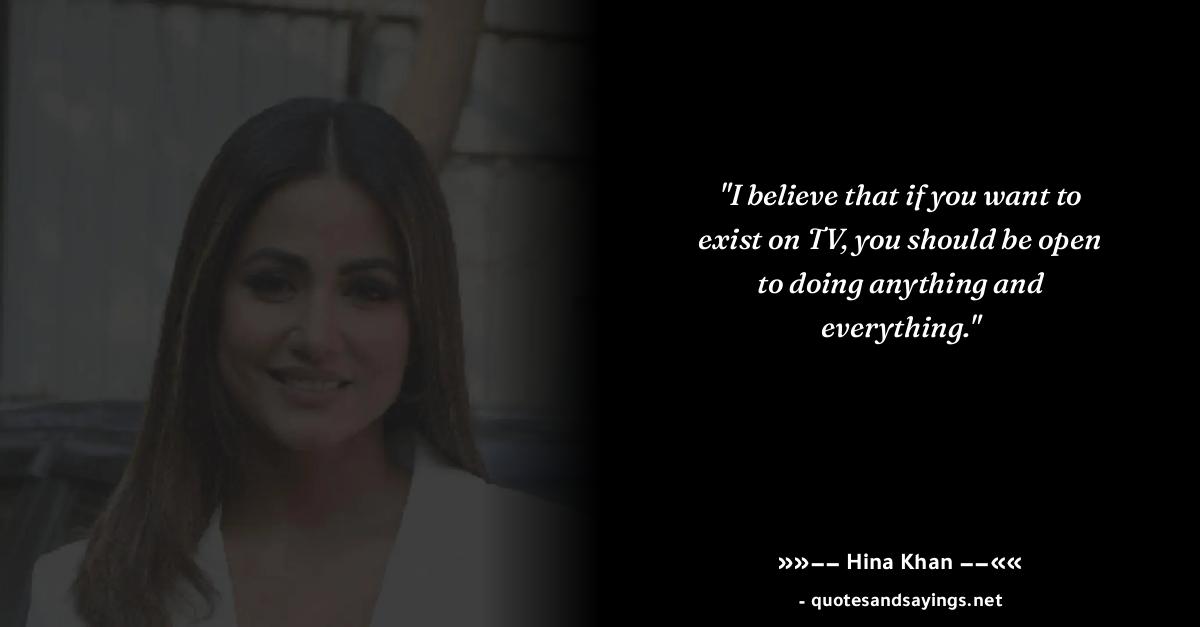 "I believe that if you want to
exist on TV, you should be open
to doing anything and
everything."
»»−− Hina Khan −−««
- quotesandsayings.net